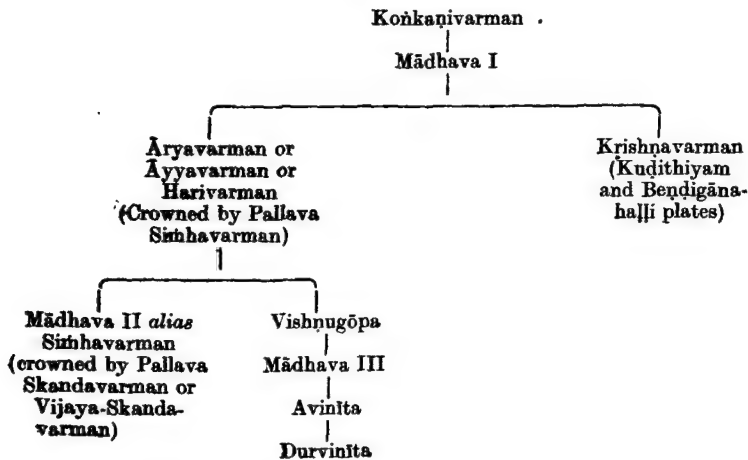 Koṅkaṇivarman .
Mādhava I
Āryavarman or
Āyyavarman or
Harivarman
(Crowned by Pallava
Siṁhavarman)
Kṛishṇavarman
(Kuḍithiyam
and Beṇḍigāna-
haḷḷi plates)
Mādhava II alias
Siṁhavarman
(crowned by Pallava
Skandavarman or
Vijaya-Skanda-
varman)
Vishṇugōpa
Mādhava III
Avinīta
Durvinīta